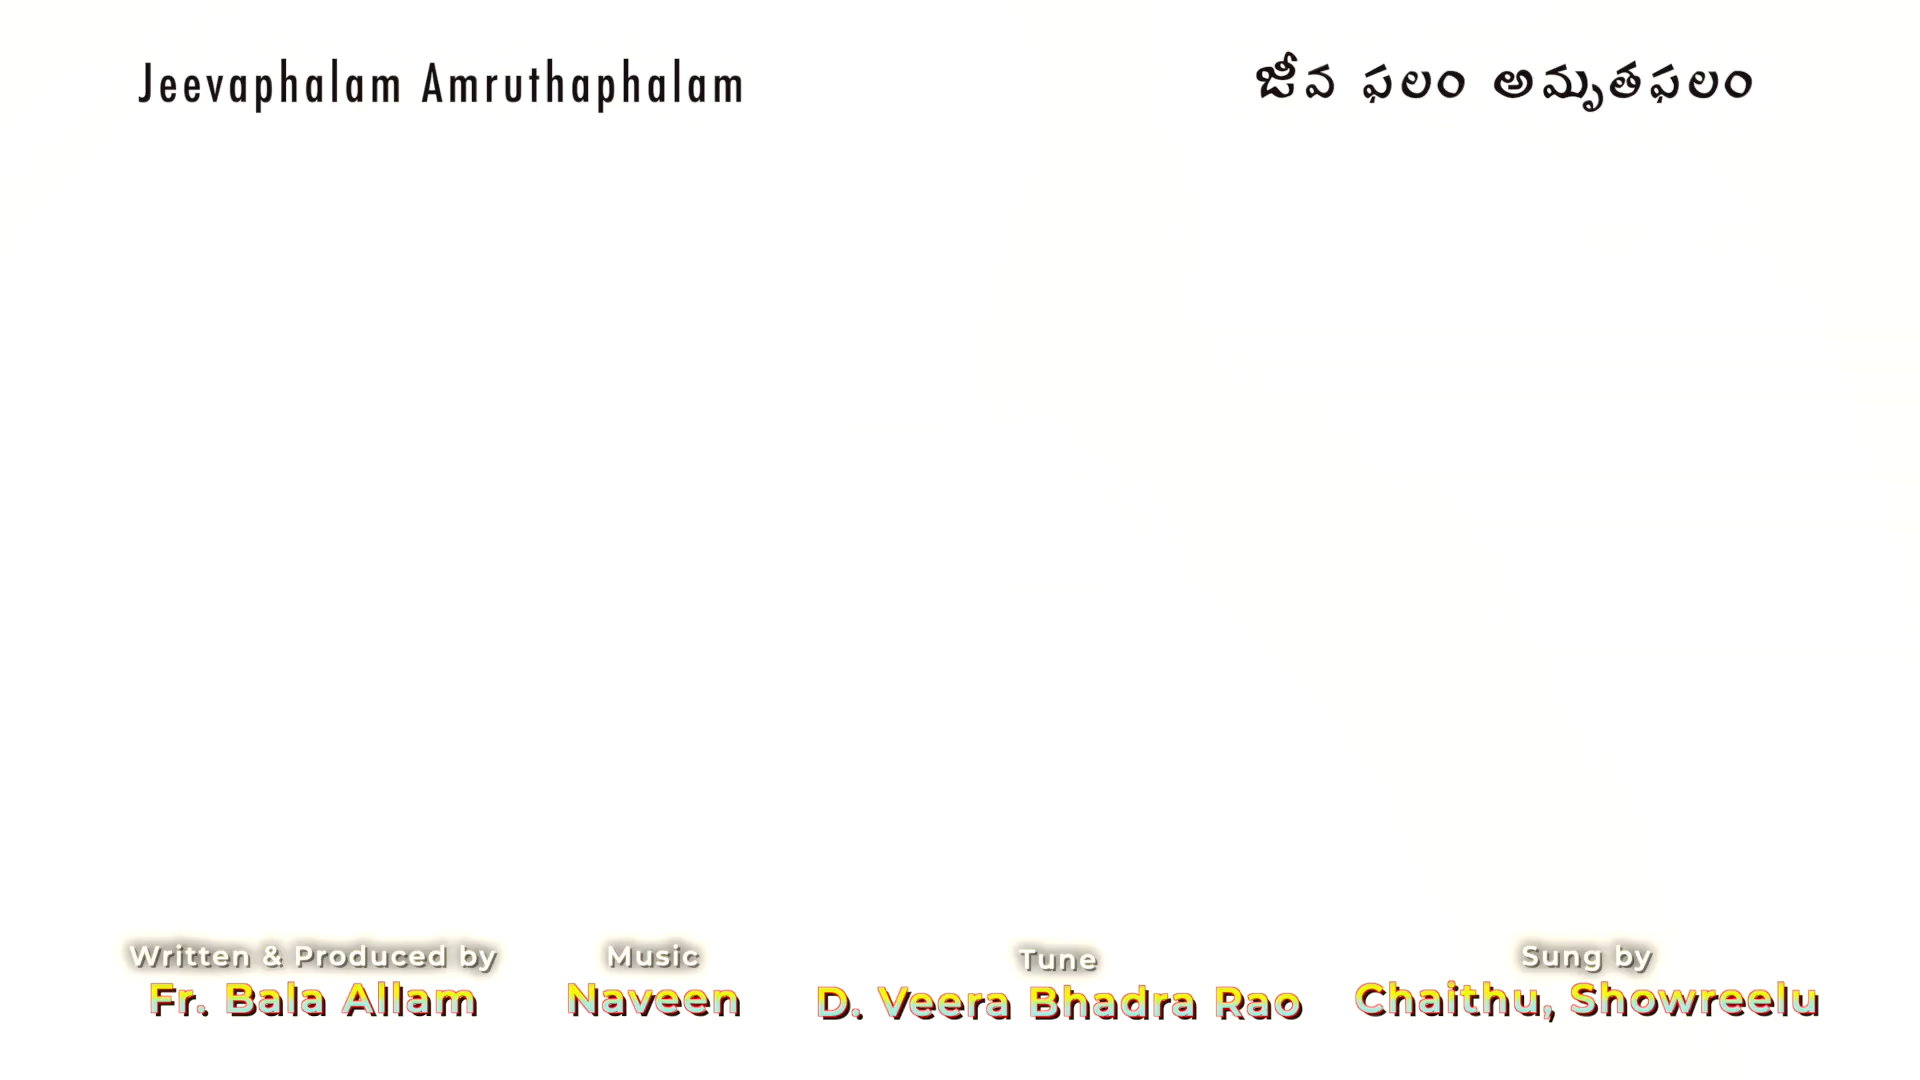 Jeevaphalam Amruthaphalam
జీవ ఫలం అమృతఫలం
Written & Produced by
Fr. Bala Allam
Music
Naveen
Tune
D. Veera Bhadra Rao
Sung by
Chaithu, Showreelu